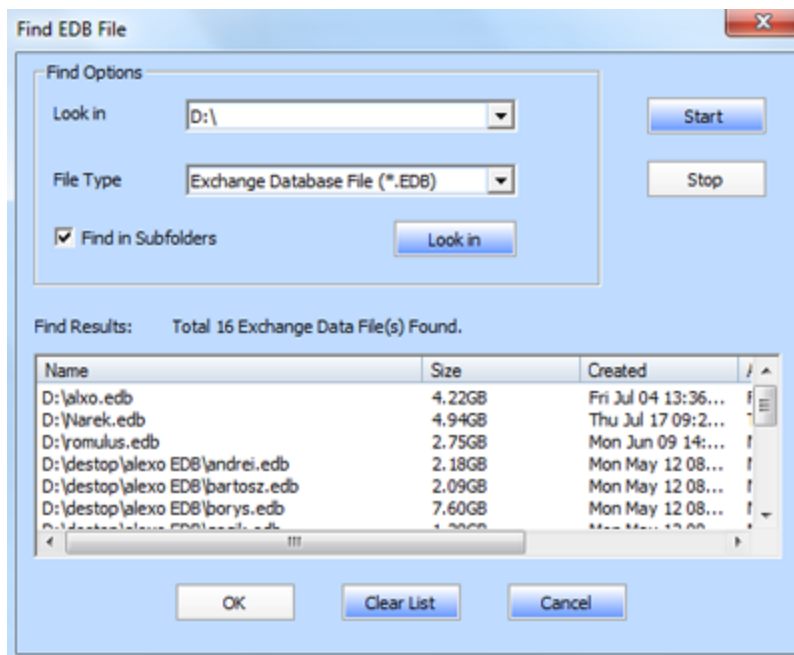 Find EDB File
Find Options
Look in
D:\
Start
File Type
Exchange Database File (*.EDB)
Stop
Find in Subfolders
Look in
Find Results: Total 16 Exchange Data File(s) Found.
Name Size Created
D:\alxo.edb 4.22GB Fri Jul 04 13:36...
D:\Narek.edb 4.94GB Thu Jul 17 09:2...
D:\romulus.edb 2.75GB Mon Jun 09 14:...
D:\destop\alexo EDB\andrei.edb 2.18GB Mon May 12 08...
D:\destop\alexo EDB\bartosz.edb 2.09GB Mon May 12 08...
D:\destop\alexo EDB\borys.edb 7.60GB Mon May 12 08...
OK
Clear List
Cancel